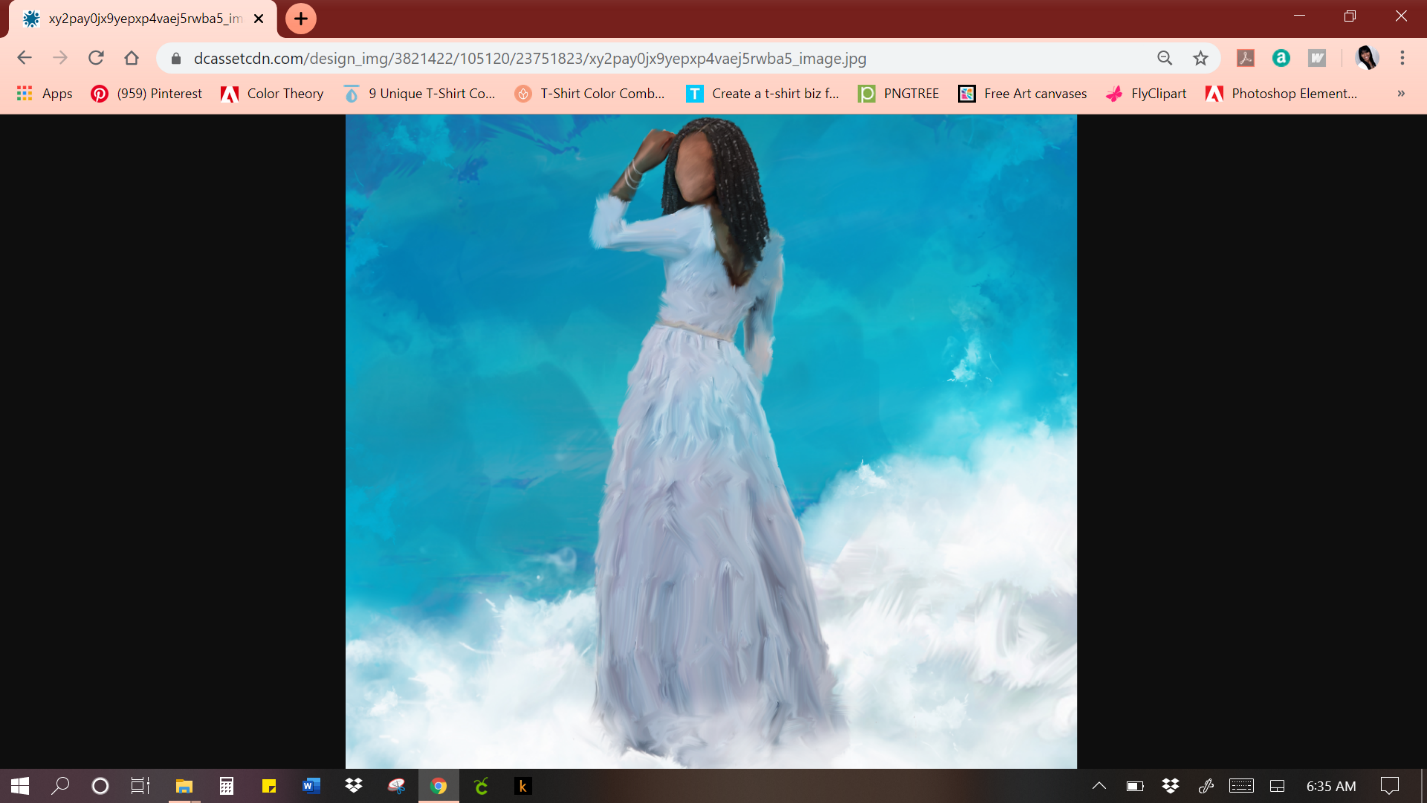 xy2pay0jx9yepxp4vaej5rwba5_im
dcassetcdn.com/design_img/3821422/105120/23751823/xy2pay0jx9yepxp4vaej5rwba5_image.jpg
Apps (959) Pinterest Color Theory 9 Unique T-Shirt Co... T-Shirt Color Comb... Create a t-shirt biz f... PNGTREE Free Art canvases FlyClipart Photoshop Element... »
6:35 AM